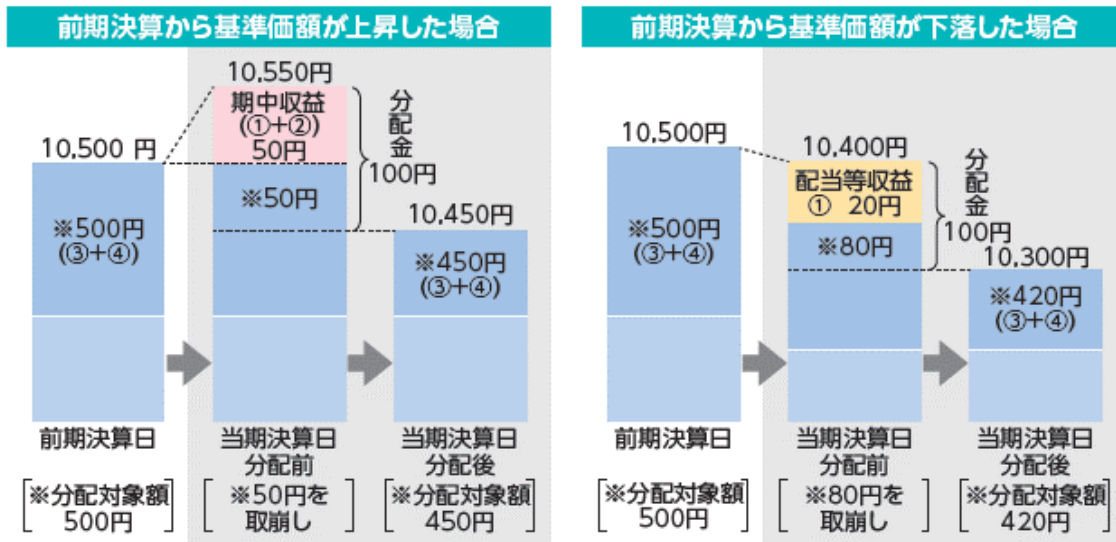 前期決算から基準価額が上昇した場合
10,550円
期中収益
(①+②)
50円
分配金
100円
10,500 円
※500円
(③+④)
※50円
10,450円
※450円
(③+④)
前期決算日
当期決算日
分配前
当期決算日
分配後
※分配対象額
500円
※50円を
取崩し
※分配対象額
450円
前期決算から基準価額が下落した場合
10,500円
10,400円
配当等収益
① 20円
分配金
100円
※500円
(③+④)
※80円
10,300円
※420円
(③+④)
前期決算日
当期決算日
分配前
当期決算日
分配後
※分配対象額
500円
※80円を
取崩し
※分配対象額
420円